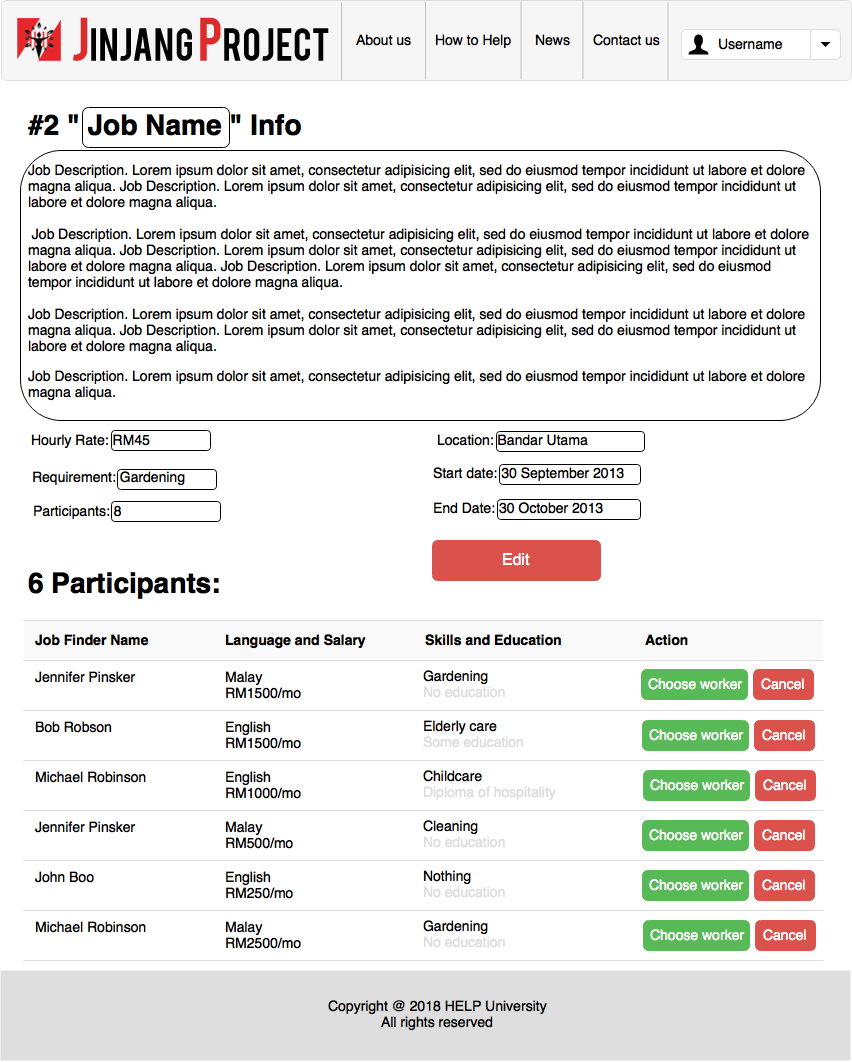 JINJANG PROJECT
About us
How to Help
News
Contact us
Username
#2 "Job Name" Info
Job Description. Lorem ipsum dolor sit amet, consectetur adipisicing elit, sed do eiusmod tempor incididunt ut labore et dolore
magna aliqua. Job Description. Lorem ipsum dolor sit amet, consectetur adipisicing elit, sed do eiusmod tempor incididunt ut
labore et dolore magna aliqua.
Job Description. Lorem ipsum dolor sit amet, consectetur adipisicing elit, sed do eiusmod tempor incididunt ut labore et dolore
magna aliqua. Job Description. Lorem ipsum dolor sit amet, consectetur adipisicing elit, sed do eiusmod tempor incididunt ut
labore et dolore magna aliqua. Job Description. Lorem ipsum dolor sit amet, consectetur adipisicing elit, sed do eiusmod
tempor incididunt ut labore et dolore magna aliqua.
Job Description. Lorem ipsum dolor sit amet, consectetur adipisicing elit, sed do eiusmod tempor incididunt ut labore et dolore
magna aliqua. Job Description. Lorem ipsum dolor sit amet, consectetur adipisicing elit, sed do eiusmod tempor incididunt ut
labore et dolore magna aliqua.
Job Description. Lorem ipsum dolor sit amet, consectetur adipisicing elit, sed do eiusmod tempor incididunt ut labore et dolore
magna aliqua.
Hourly Rate: RM45
Location: Bandar Utama
Requirement: Gardening
Start date: 30 September 2013
Participants: 8
End Date: 30 October 2013
Edit
6 Participants:
Job Finder Name Language and Salary Skills and Education Action
Jennifer Pinsker Malay Gardening Choose worker Cancel
RM1500/mo No education
Bob Robson English Elderly care Choose worker Cancel
RM1500/mo Some education
Michael Robinson English Childcare Choose worker Cancel
RM1000/mo Diploma of hospitality
Jennifer Pinsker Malay Cleaning Choose worker Cancel
RM500/mo No education
John Boo English Nothing Choose worker Cancel
RM250/mo No education
Michael Robinson Malay Gardening Choose worker Cancel
RM2500/mo No education
Copyright @ 2018 HELP University
All rights reserved